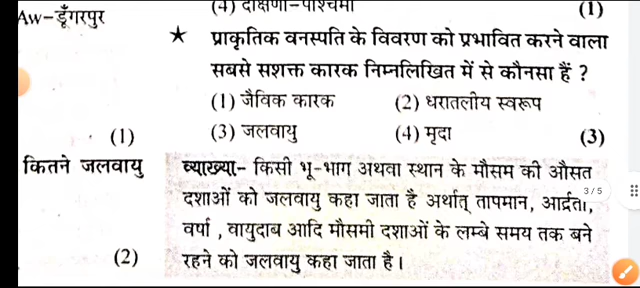 Aw-डूँगरपुर
(1)
कितने जलवायु
(2)
(4) दक्षिणी-पश्चिमी (1)
★ प्राकृतिक वनस्पति के विवरण को प्रभावित करने वाला
सबसे सशक्त कारक निम्नलिखित में से कौनसा हैं ?
(1) जैविक कारक (2) धरातलीय स्वरूप
(3) जलवायु (4) मृदा (3)
व्याख्या- किसी भू-भाग अथवा स्थान के मौसम की औसत
दशाओं को जलवायु कहा जाता है अर्थात् तापमान, आर्द्रता,
वर्षा , वायुदाब आदि मौसमी दशाओं के लम्बे समय तक बने
रहने को जलवायु कहा जाता है।
3/5